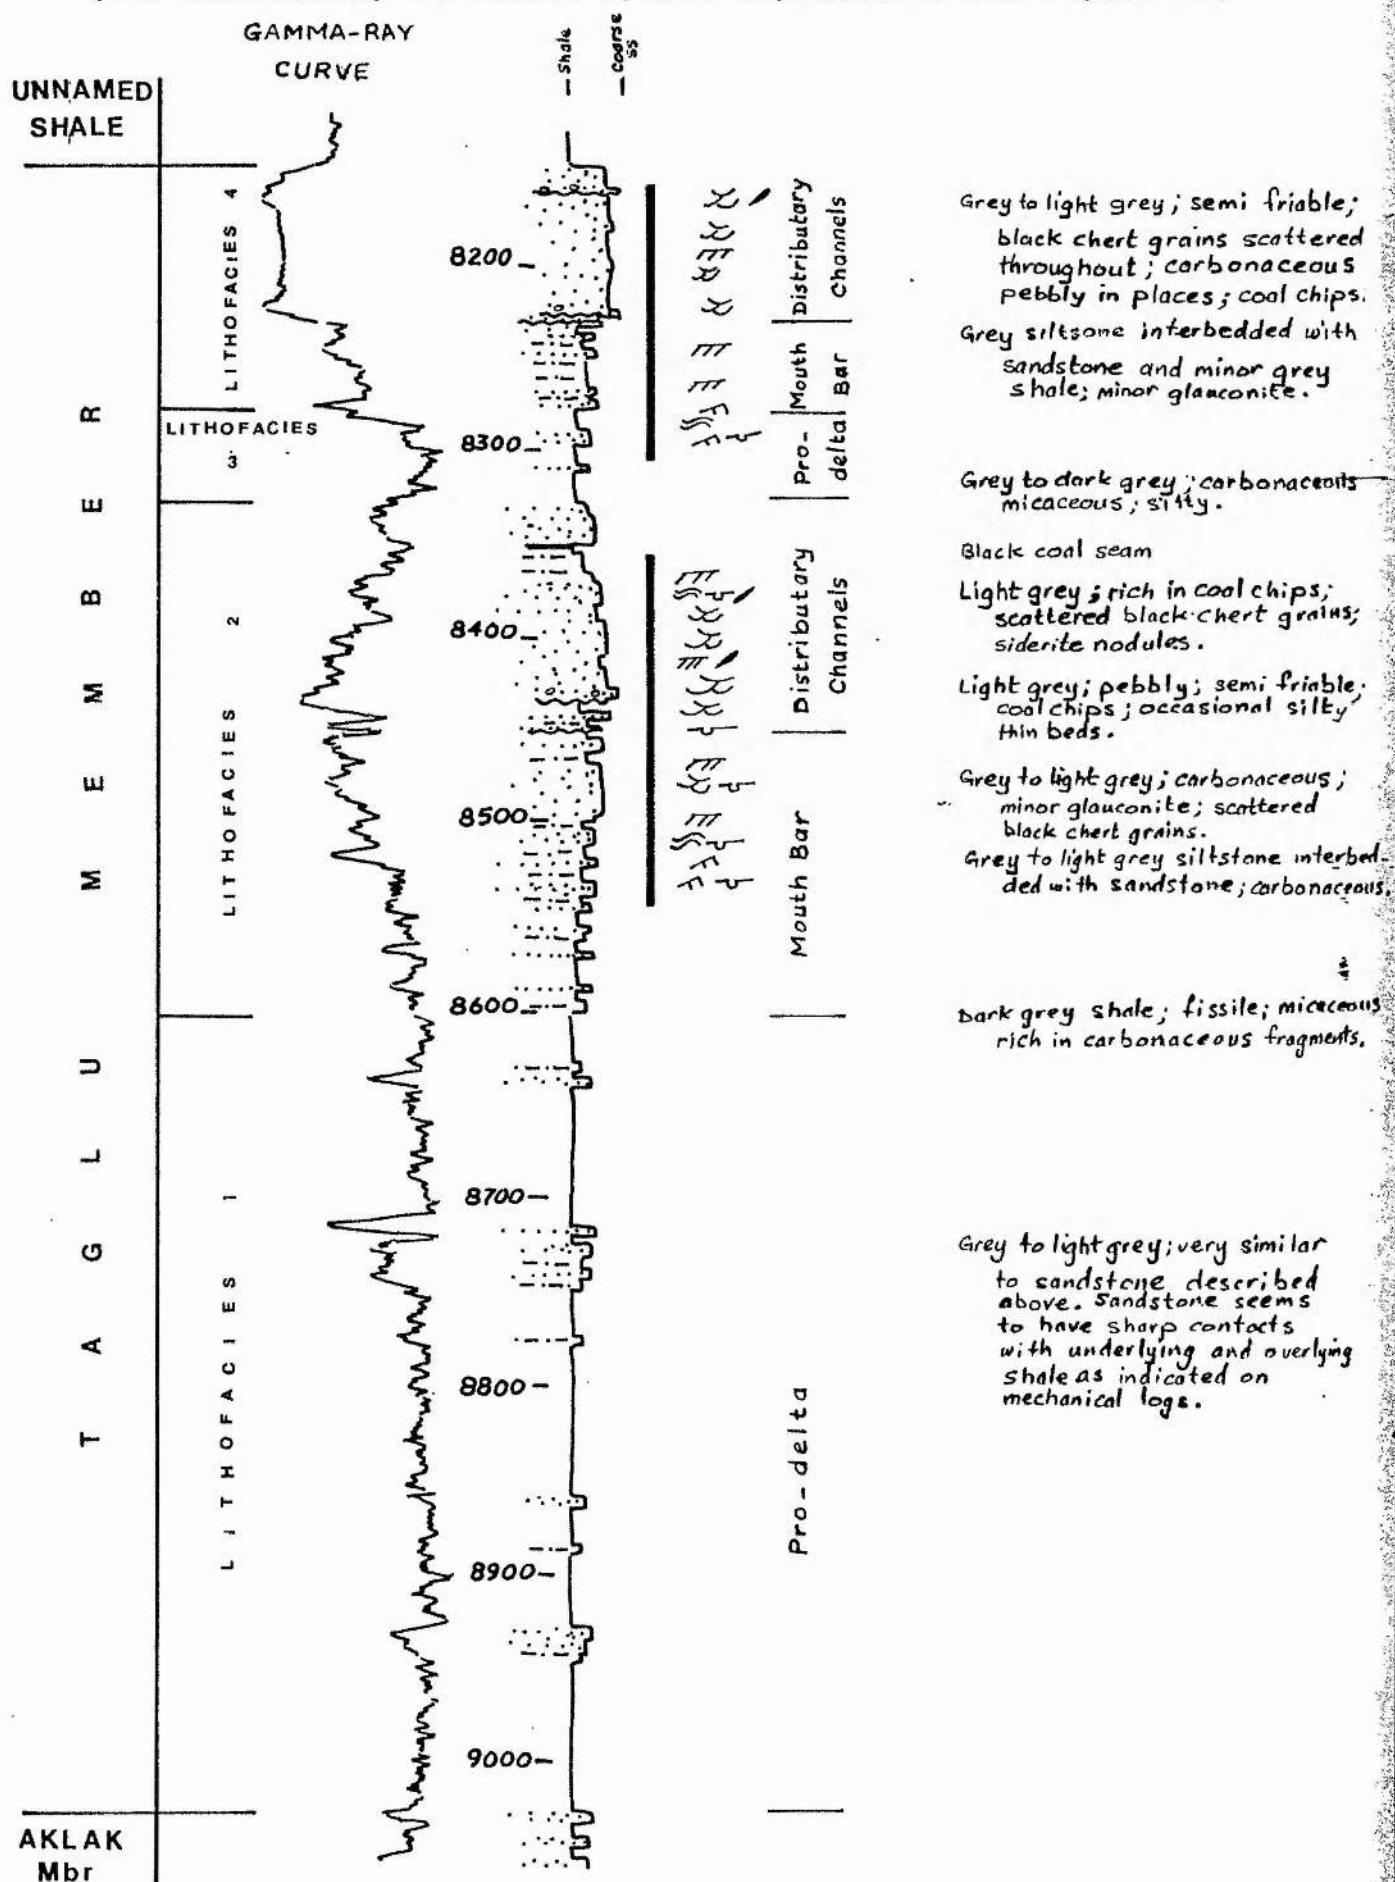 GAMMA-RAY
CURVE
Shale
Coarse
ss
UNNAMED
SHALE
TAGLU MEMBER
AKLAK
Mbr
LITHOFACIES 4
LITHOFACIES
3
LITHOFACIES 2
LITHOFACIES 1
8200
8300
8400
8500
8600
8700
8800
8900
9000
Distributary
Channels
Mouth
Bar
Pro-
delta
Distributary
Channels
Mouth Bar
Pro-delta
Grey to light grey; semi friable;
black chert grains scattered
throughout; carbonaceous
pebbly in places; coal chips.
Grey siltsone interbedded with
sandstone and minor grey
shale; minor glauconite.
Grey to dark grey; carbonaceous
micaceous; silty.
Black coal seam
Light grey; rich in coal chips;
scattered black chert grains;
siderite nodules.
Light grey; pebbly; semi friable;
coal chips; occasional silty
thin beds.
Grey to light grey; carbonaceous;
minor glauconite; scattered
black chert grains.
Grey to light grey siltstone interbed-
ded with sandstone; carbonaceous.
Dark grey shale; fissile; micaceous
rich in carbonaceous fragments.
Grey to light grey; very similar
to sandstone described
above. Sandstone seems
to have sharp contacts
with underlying and overlying
shale as indicated on
mechanical logs.